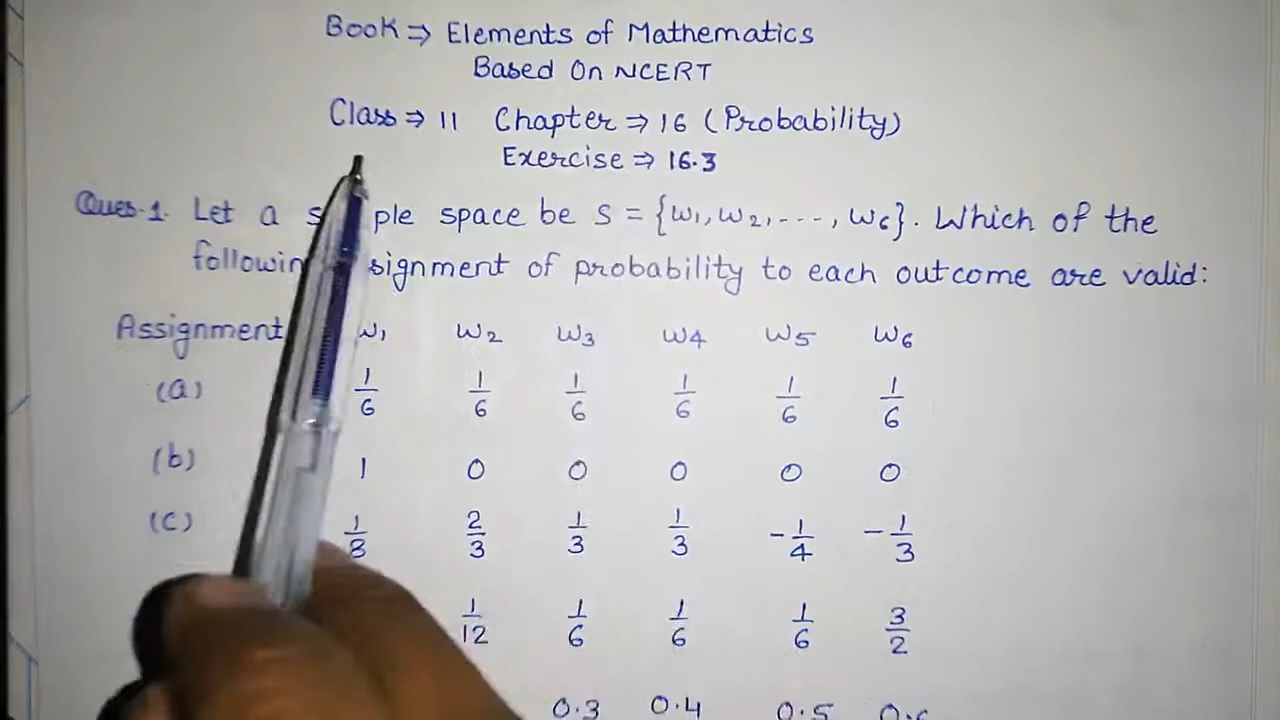 Book ⇒ Elements of Mathematics
Based On NCERT
Class ⇒ 11 Chapter ⇒ 16 (Probability)
Exercise ⇒ 16.3
Ques.1. Let a space be S = {w₁, w₂, ---, w₆}. Which of the
of probability to each outcome are valid:
Assignment w₁ w₂ w₃ w₄ w₅ w₆
(a) 1/6 1/6 1/6 1/6 1/6 1/6
(b) 1 0 0 0 0 0
(c) 1/8 2/3 1/3 1/3 -1/4 -1/3
1/12 1/6 1/6 1/6 3/2
0.3 0.4 0.5